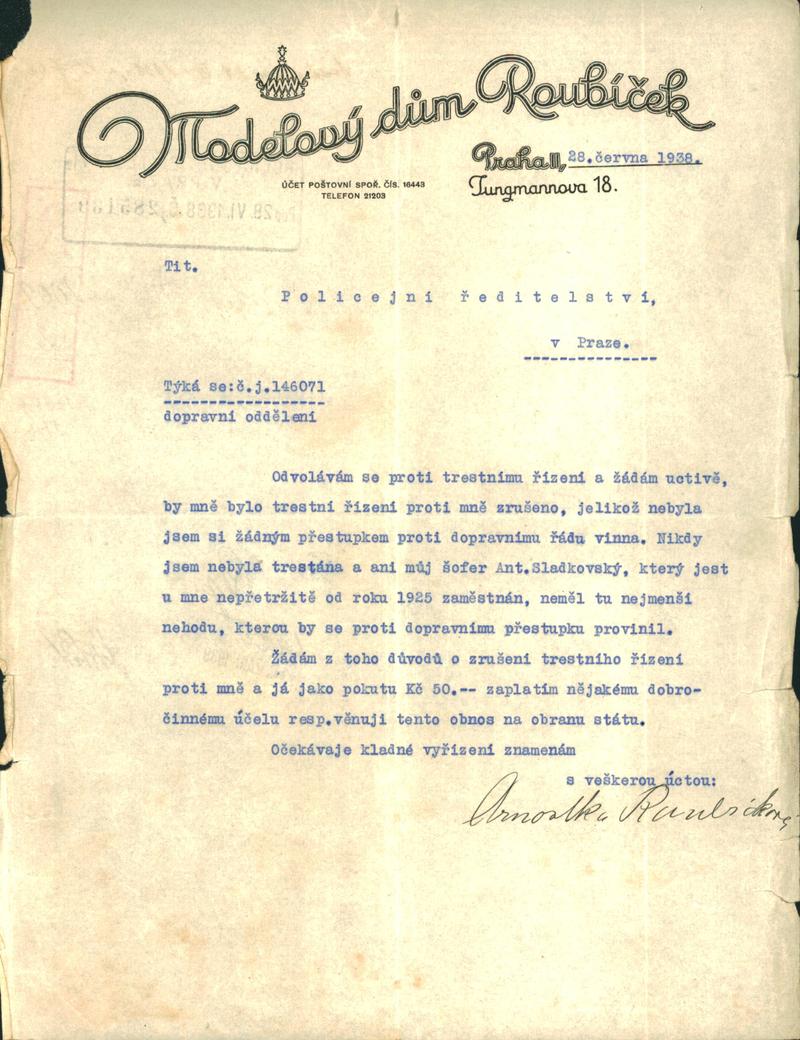 Modelový dům Roubíček
Praha II, 28. června 1938.
Jungmannova 18.
ÚČET POŠTOVNÍ SPOŘ. ČÍS. 16443
TELEFON 21203
Tit.
Policejní ředitelství,
v Praze.
Týká se:č.j.146071
dopravní oddělení
Odvolávám se proti trestnímu řízení a žádám uctivě,
by mně bylo trestní řízení proti mně zrušeno, jelikož nebyla
jsem si žádným přestupkem proti dopravnímu řádu vinna. Nikdy
jsem nebyla trestána a ani můj šofer Ant.Sladkovský, který jest
u mne nepřetržitě od roku 1925 zaměstnán, neměl tu nejmenší
nehodu, kterou by se proti dopravnímu přestupku provinil.
Žádám z toho důvodů o zrušení trestního řízení
proti mně a já jako pokutu Kč 50.-- zaplatím nějakému dobro-
činnému účelu resp.věnuji tento obnos na obranu státu.
Očekávaje kladné vyřízení znamenám
s veškerou úctou:
Arnoštka Roubíčková